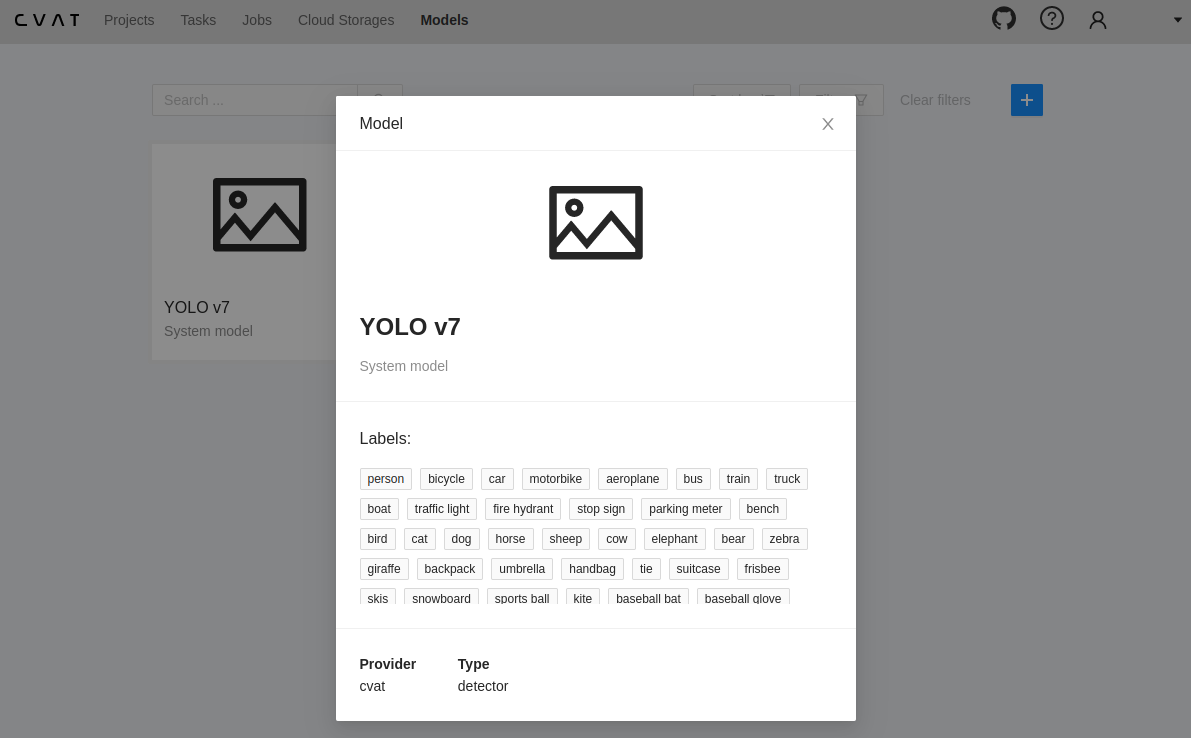 CVAT Projects Tasks Jobs Cloud Storages Models
Search ...
Clear filters
YOLO v7
System model
Model
YOLO v7
System model
Labels:
person bicycle car motorbike aeroplane bus train truck
boat traffic light fire hydrant stop sign parking meter bench
bird cat dog horse sheep cow elephant bear zebra
giraffe backpack umbrella handbag tie suitcase frisbee
skis snowboard sports ball kite baseball bat baseball glove
Provider Type
cvat detector